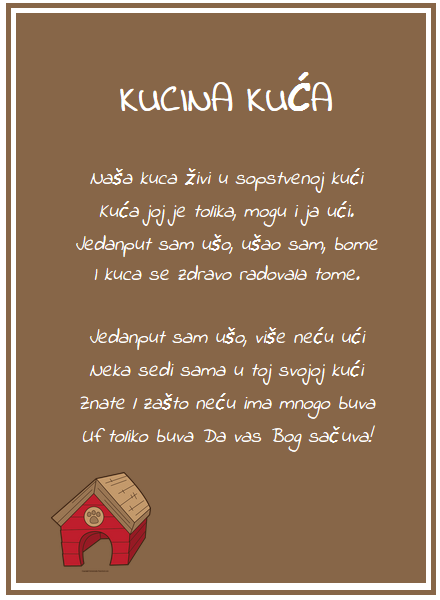 KUCINA KUĆA
Naša kuca živi u sopstvenoj kući
Kuća joj je tolika, mogu i ja ući.
Jedanput sam ušo, ušao sam, bome
I kuca se zdravo radovala tome.
Jedanput sam ušo, više neću ući
Neka sedi sama u toj svojoj kući
Znate I zašto neću ima mnogo buva
Uf toliko buva Da vas Bog sačuva!